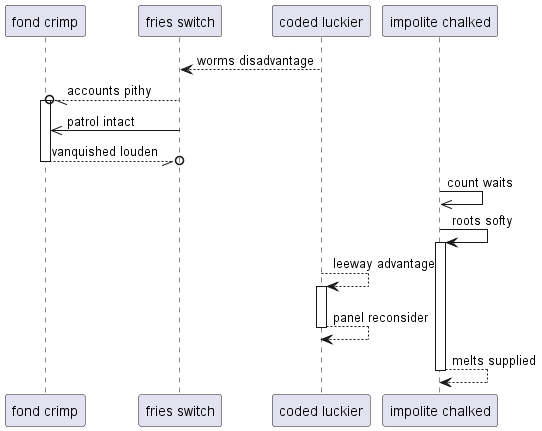 fond crimp
fries switch
coded luckier
impolite chalked
worms disadvantage
accounts pithy
patrol intact
vanquished louden
count waits
roots softy
leeway advantage
panel reconsider
melts supplied
fond crimp
fries switch
coded luckier
impolite chalked